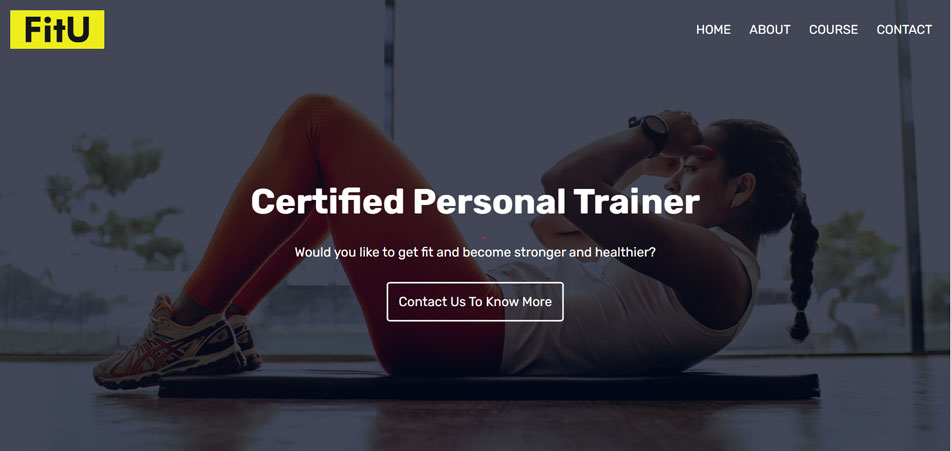 FitU
HOME ABOUT COURSE CONTACT
Certified Personal Trainer
Would you like to get fit and become stronger and healthier?
Contact Us To Know More